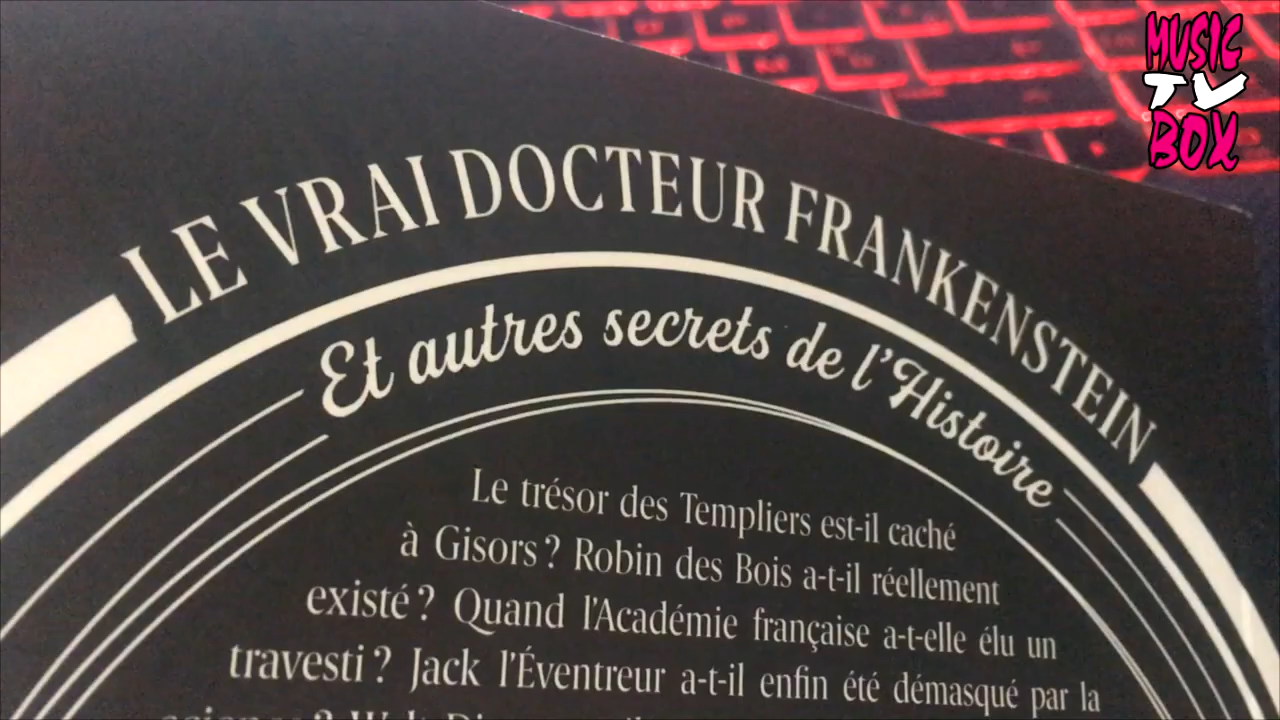 MUSIC
TV
BOX
LE VRAI DOCTEUR FRANKENSTEIN
Et autres secrets de l'Histoire
Le trésor des Templiers est-il caché
à Gisors ? Robin des Bois a-t-il réellement
existé ? Quand l'Académie française a-t-elle élu un
travesti ? Jack l'Éventreur a-t-il enfin été démasqué par la